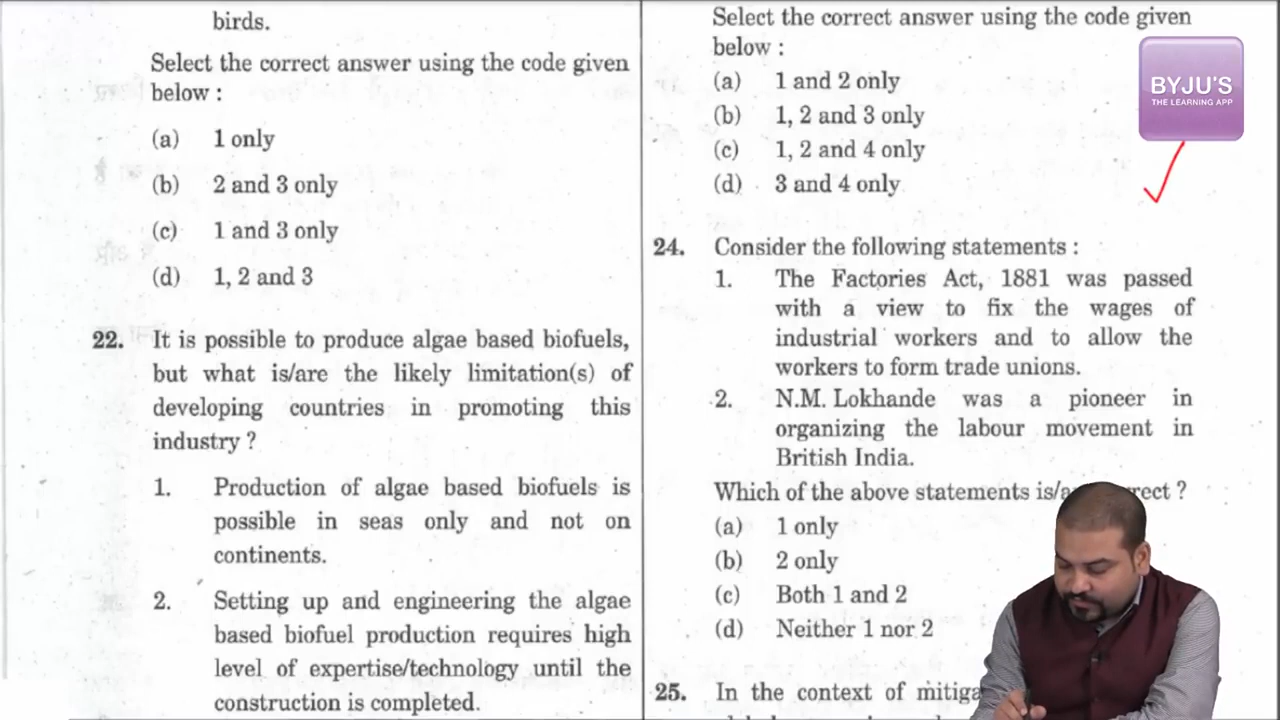 birds.
Select the correct answer using the code given
below :
(a) 1 only
(b) 2 and 3 only
(c) 1 and 3 only
(d) 1, 2 and 3
22. It is possible to produce algae based biofuels,
but what is/are the likely limitation(s) of
developing countries in promoting this
industry ?
1. Production of algae based biofuels is
possible in seas only and not on
continents.
2. Setting up and engineering the algae
based biofuel production requires high
level of expertise/technology until the
construction is completed.
Select the correct answer using the code given
below :
(a) 1 and 2 only
(b) 1, 2 and 3 only
(c) 1, 2 and 4 only
(d) 3 and 4 only
24. Consider the following statements :
1. The Factories Act, 1881 was passed
with a view to fix the wages of
industrial workers and to allow the
workers to form trade unions.
2. N.M. Lokhande was a pioneer in
organizing the labour movement in
British India.
Which of the above statements ?
(a) 1 only
(b) 2 only
(c) Both 1 and 2
(d) Neither 1 nor 2
25. In the context of
BYJU'S
THE LEARNING APP